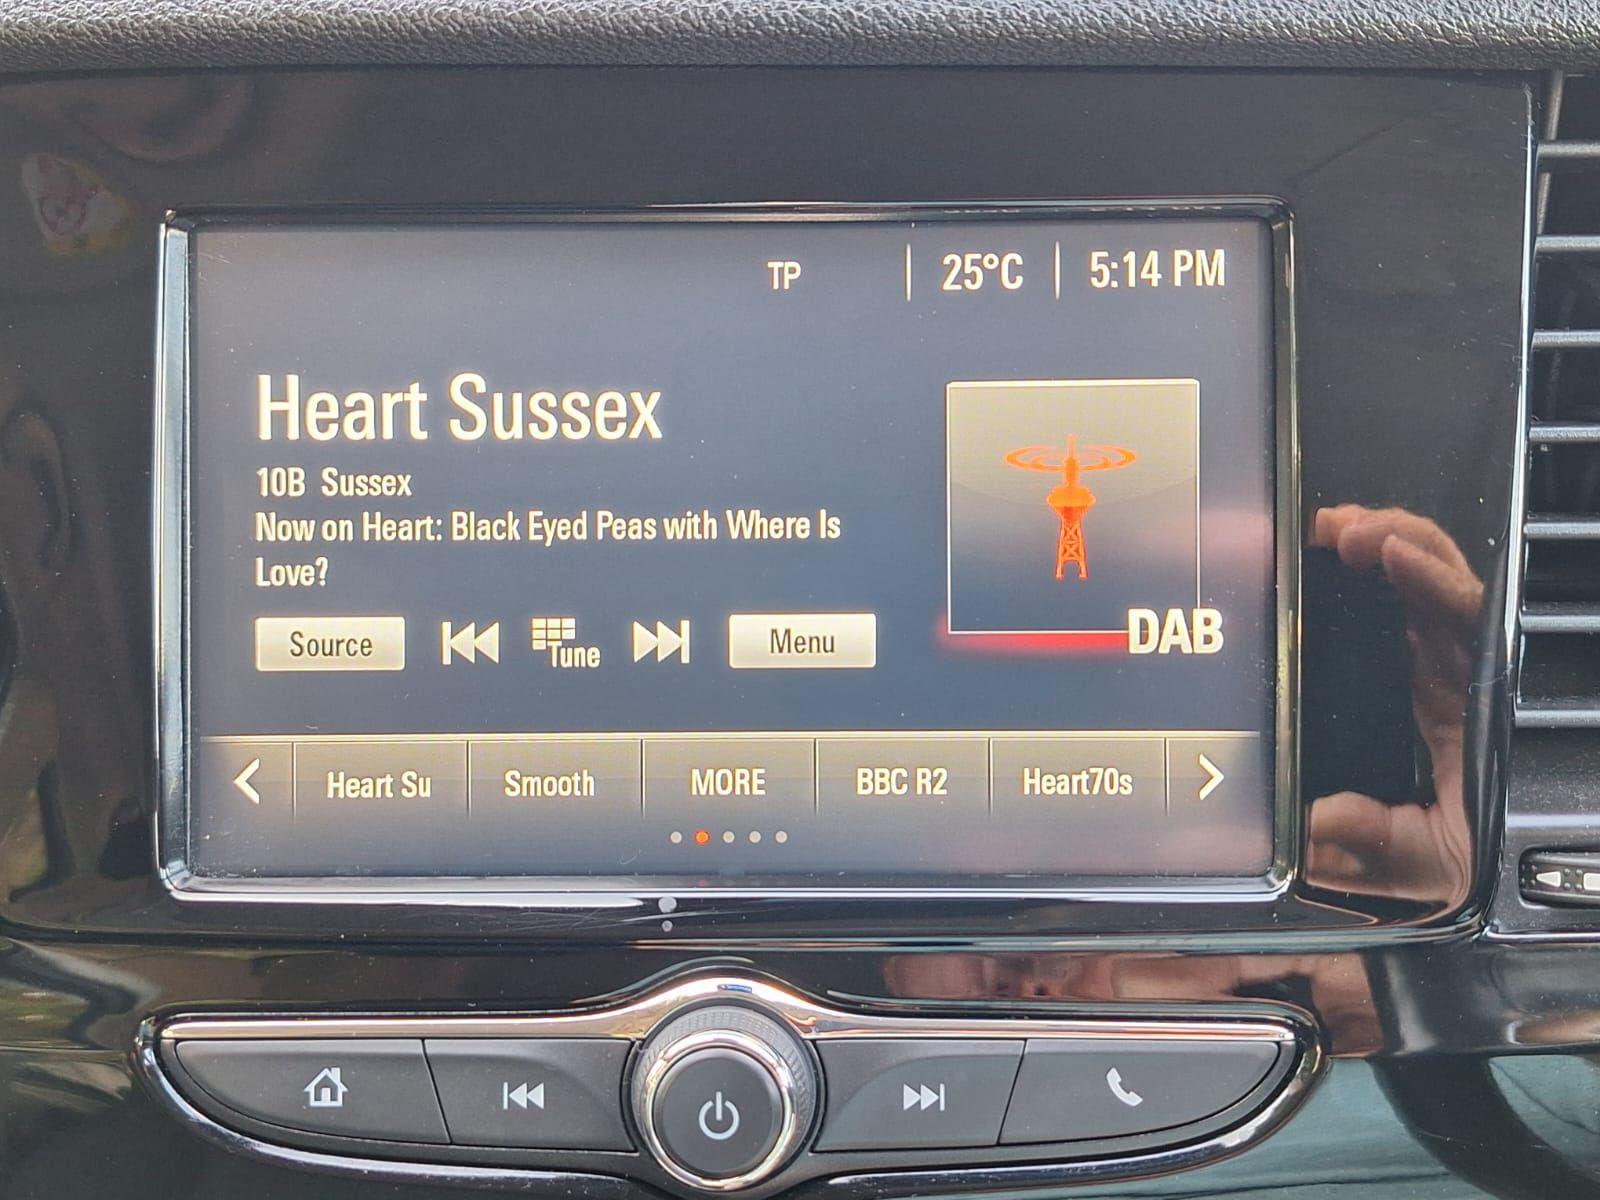 TP
25°C
5:14 PM
Heart Sussex
10B Sussex
Now on Heart: Black Eyed Peas with Where Is
Love?
Source
Tune
Menu
DAB
Heart Su
Smooth
MORE
BBC R2
Heart70s